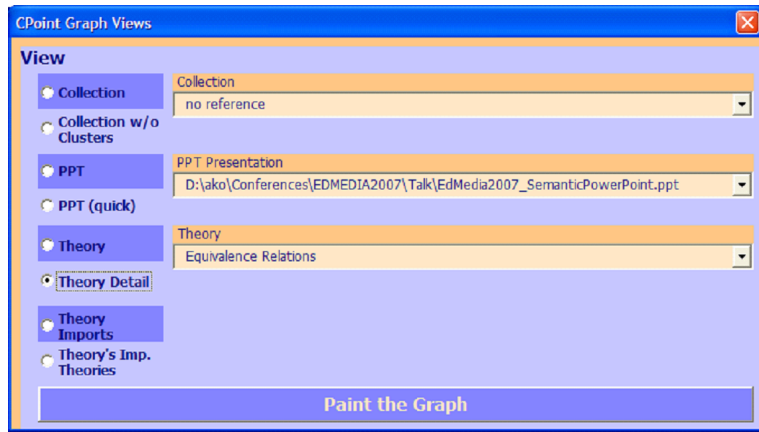 CPoint Graph Views
View
Collection
Collection
no reference
Collection w/o
Clusters
PPT
PPT Presentation
D:\ako\Conferences\EDMEDIA2007\Talk\EdMedia2007_SemanticPowerPoint.ppt
PPT (quick)
Theory
Theory
Equivalence Relations
Theory Detail
Theory
Imports
Theory's Imp.
Theories
Paint the Graph